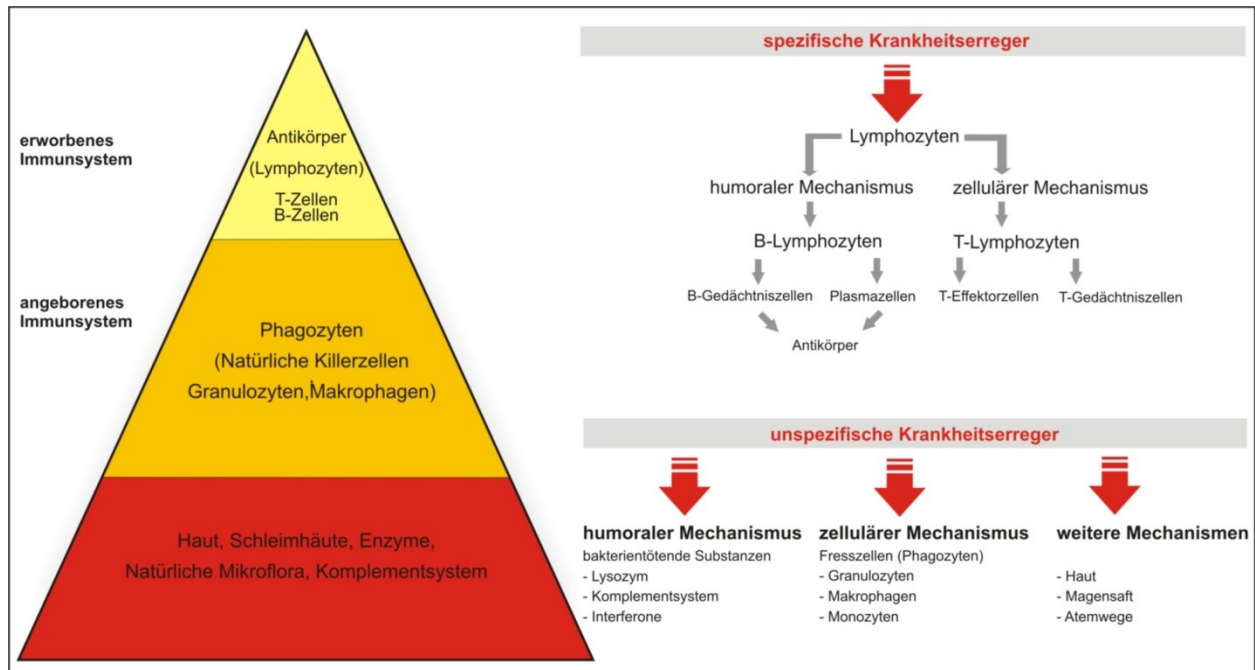 erworbenes
Immunsystem
angeborenes
Immunsystem
Antikörper
(Lymphozyten)
T-Zellen
B-Zellen
Phagozyten
(Natürliche Killerzellen
Granulozyten,Makrophagen)
Haut, Schleimhäute, Enzyme,
Natürliche Mikroflora, Komplementsystem
spezifische Krankheitserreger
Lymphozyten
humoraler Mechanismus
zellulärer Mechanismus
B-Lymphozyten
T-Lymphozyten
B-Gedächtniszellen
Plasmazellen
T-Effektorzellen
T-Gedächtniszellen
Antikörper
unspezifische Krankheitserreger
humoraler Mechanismus
bakterientötende Substanzen
- Lysozym
- Komplementsystem
- Interferone
zellulärer Mechanismus
Fresszellen (Phagozyten)
- Granulozyten
- Makrophagen
- Monozyten
weitere Mechanismen
- Haut
- Magensaft
- Atemwege